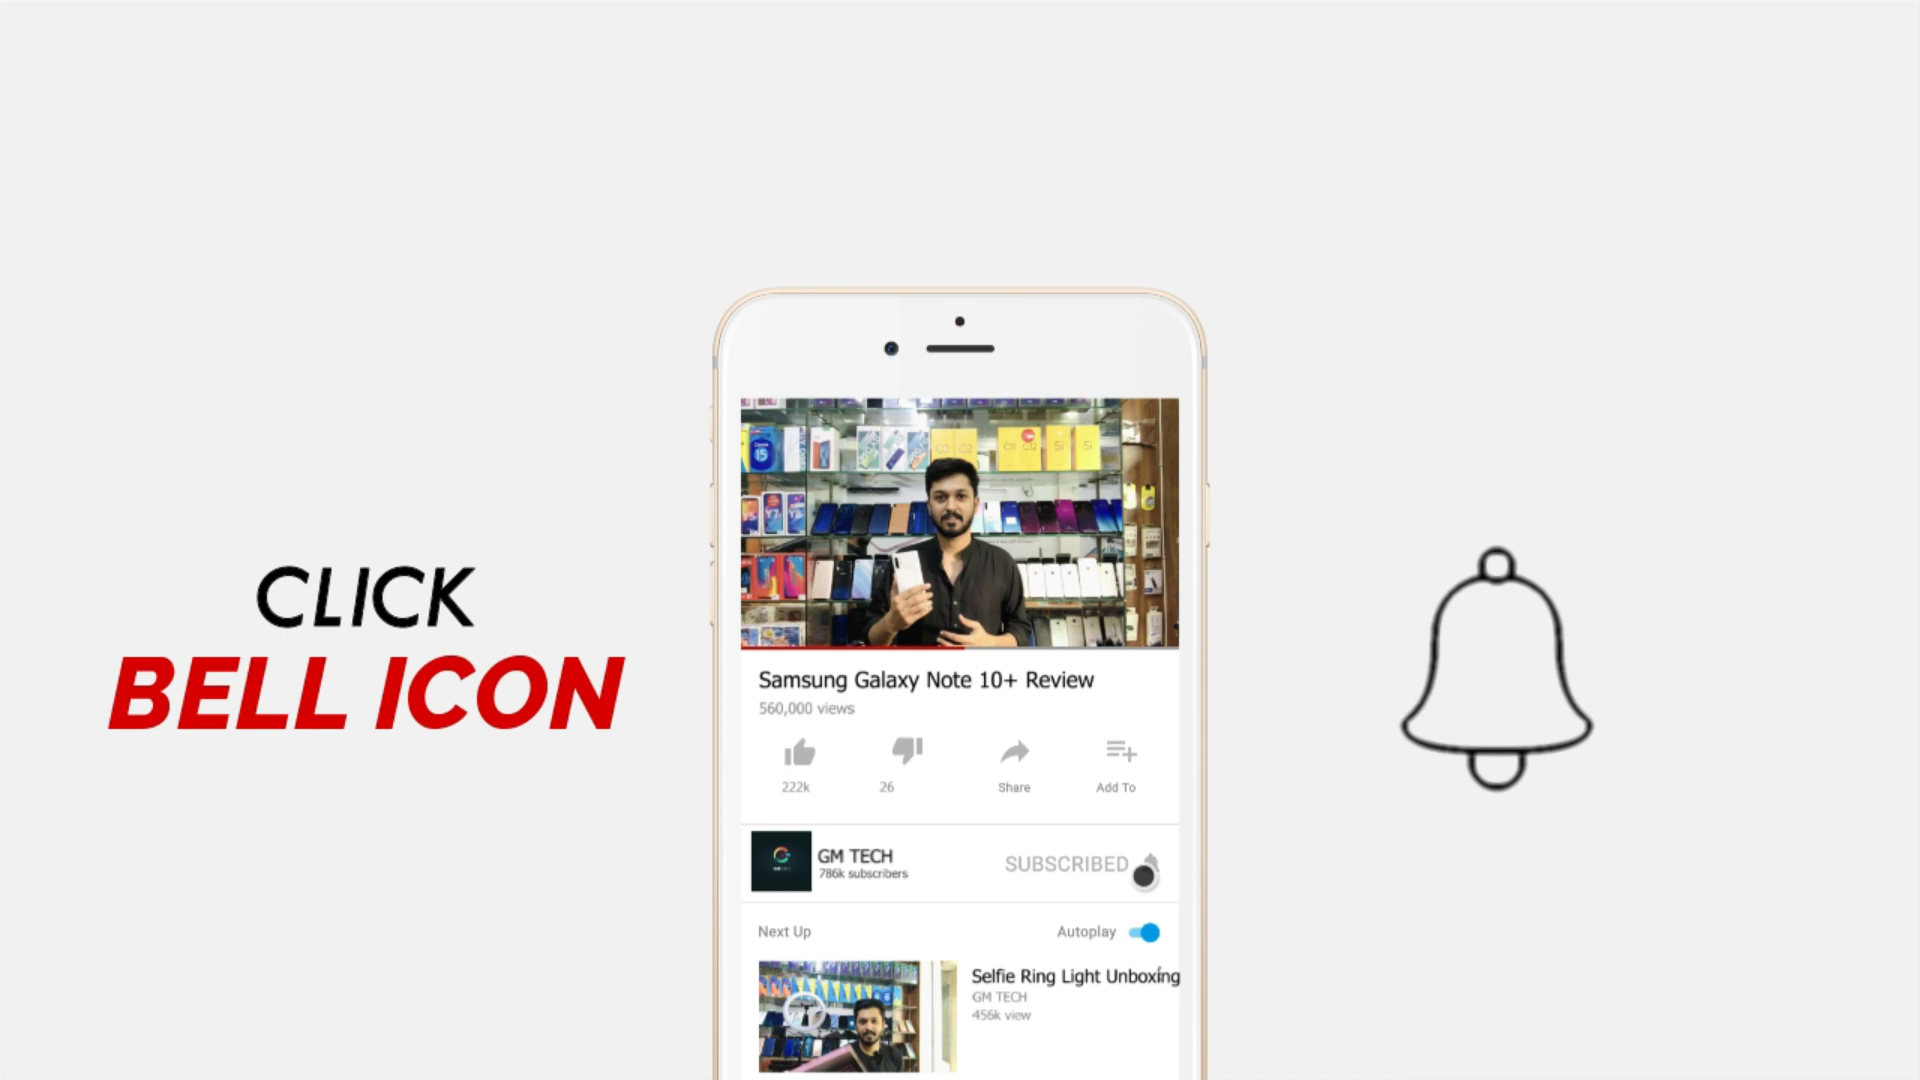 CLICK
BELL ICON
Samsung Galaxy Note 10+ Review
560,000 views
222k
26
Share
Add To
GM TECH
786k subscribers
SUBSCRIBED
Next Up
Autoplay
Selfie Ring Light Unboxing
GM TECH
456k view